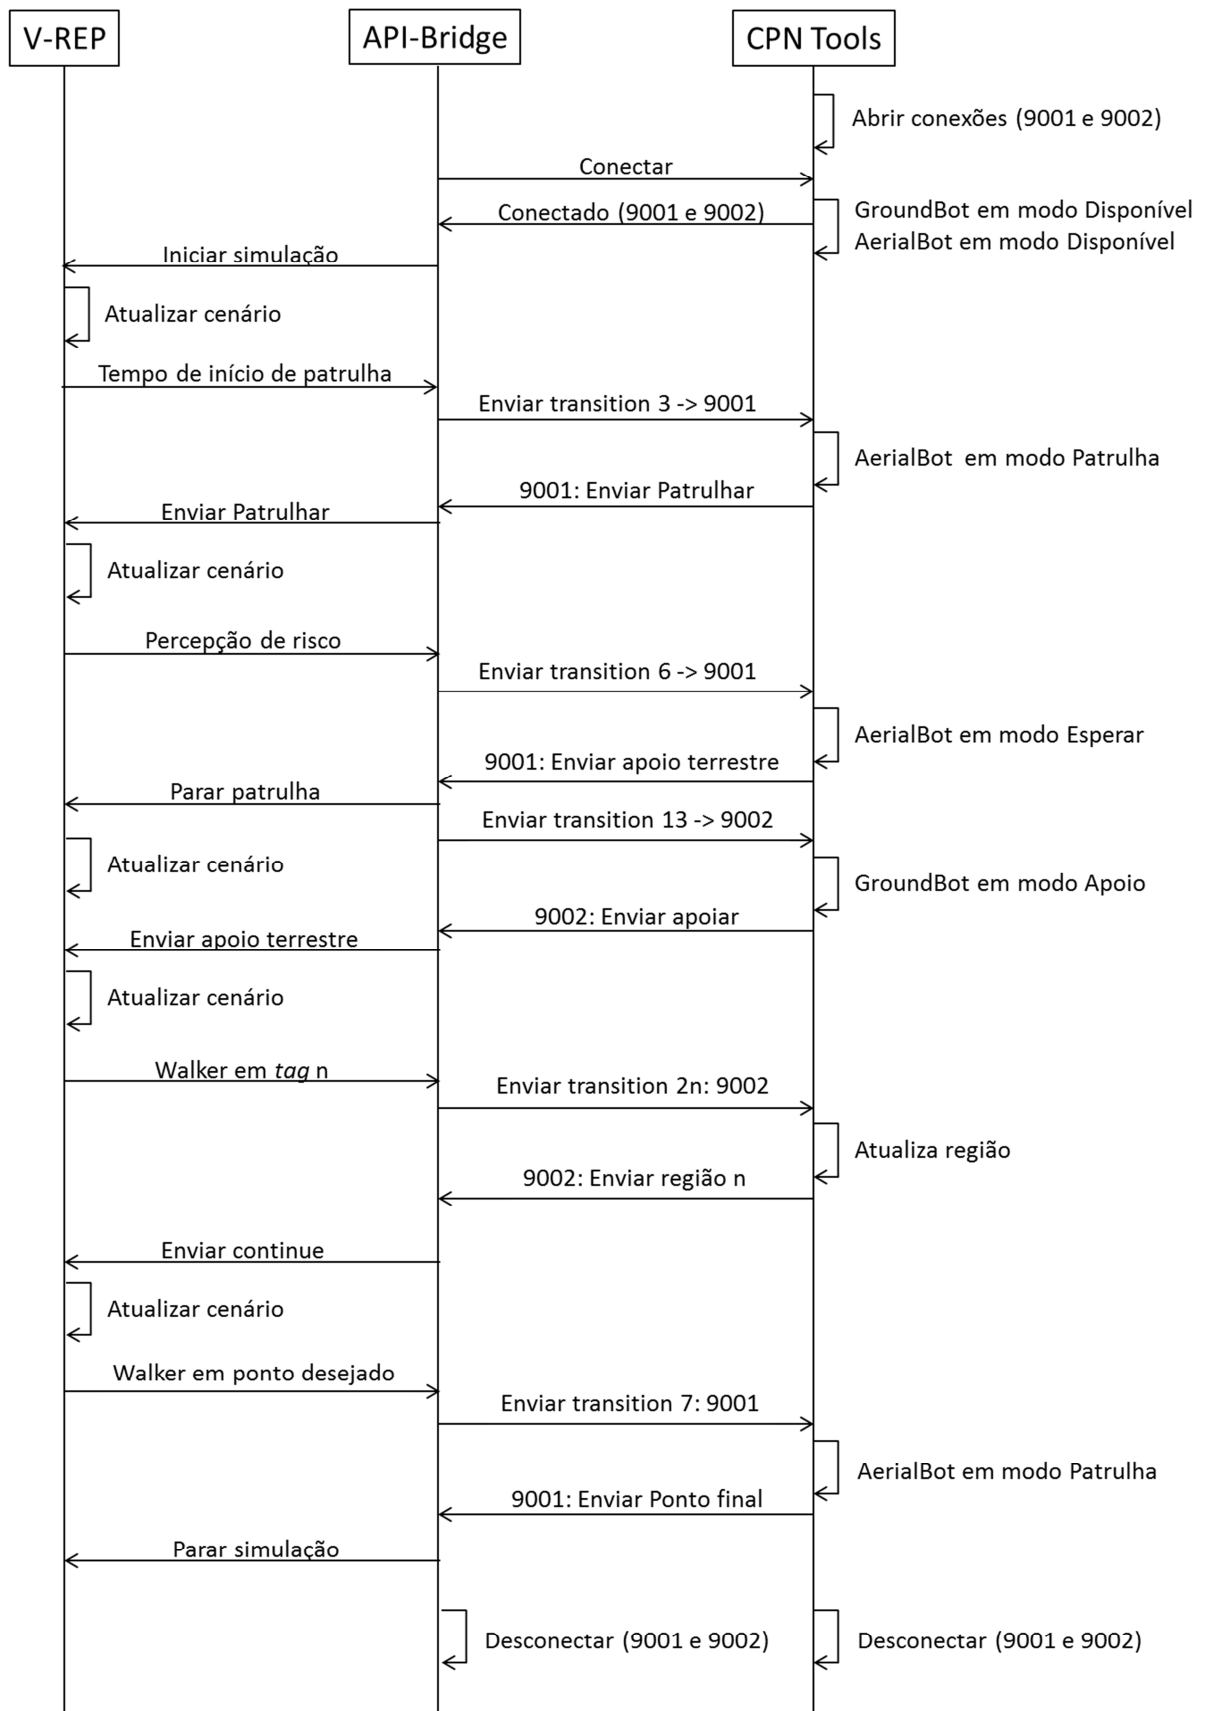 V-REP
API-Bridge
CPN Tools
Abrir conexões (9001 e 9002)
Conectar
Conectado (9001 e 9002)
GroundBot em modo Disponível
AerialBot em modo Disponível
Iniciar simulação
Atualizar cenário
Tempo de início de patrulha
Enviar transition 3 -> 9001
AerialBot em modo Patrulha
9001: Enviar Patrulhar
Enviar Patrulhar
Atualizar cenário
Percepção de risco
Enviar transition 6 -> 9001
AerialBot em modo Esperar
9001: Enviar apoio terrestre
Parar patrulha
Enviar transition 13 -> 9002
Atualizar cenário
GroundBot em modo Apoio
9002: Enviar apoiar
Enviar apoio terrestre
Atualizar cenário
Walker em tag n
Enviar transition 2n: 9002
Atualiza região
9002: Enviar região n
Enviar continue
Atualizar cenário
Walker em ponto desejado
Enviar transition 7: 9001
AerialBot em modo Patrulha
9001: Enviar Ponto final
Parar simulação
Desconectar (9001 e 9002)
Desconectar (9001 e 9002)